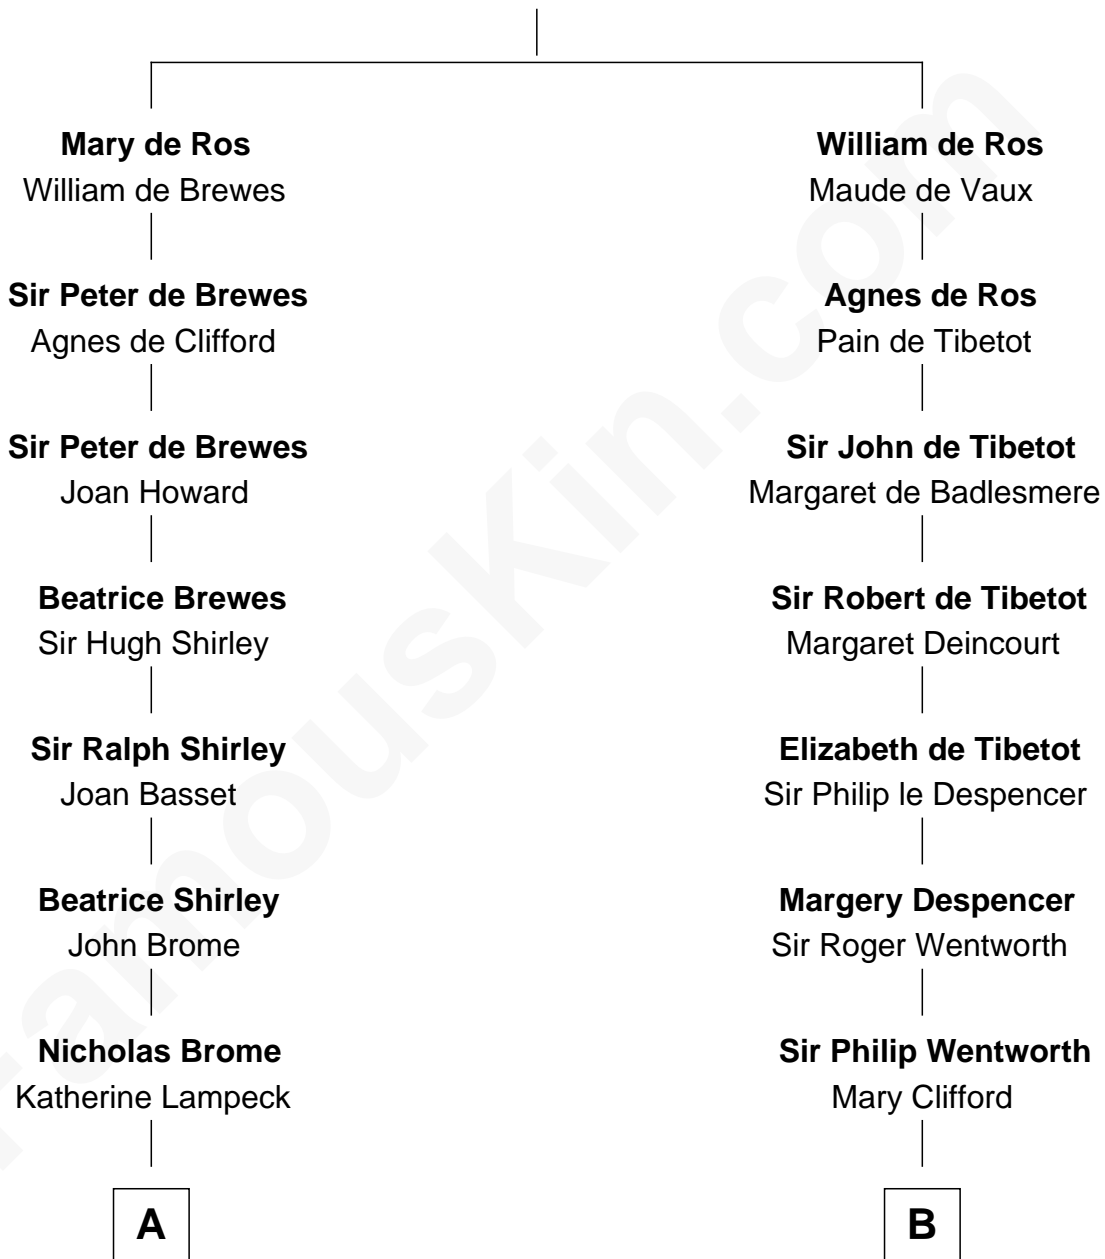 Mary de Ros
William de Brewes
Sir Peter de Brewes
Agnes de Clifford
Sir Peter de Brewes
Joan Howard
Beatrice Brewes
Sir Hugh Shirley
Sir Ralph Shirley
Joan Basset
Beatrice Shirley
John Brome
Nicholas Brome
Katherine Lampeck
A
William de Ros
Maude de Vaux
Agnes de Ros
Pain de Tibetot
Sir John de Tibetot
Margaret de Badlesmere
Sir Robert de Tibetot
Margaret Deincourt
Elizabeth de Tibetot
Sir Philip le Despencer
Margery Despencer
Sir Roger Wentworth
Sir Philip Wentworth
Mary Clifford
B
FamousKin.com